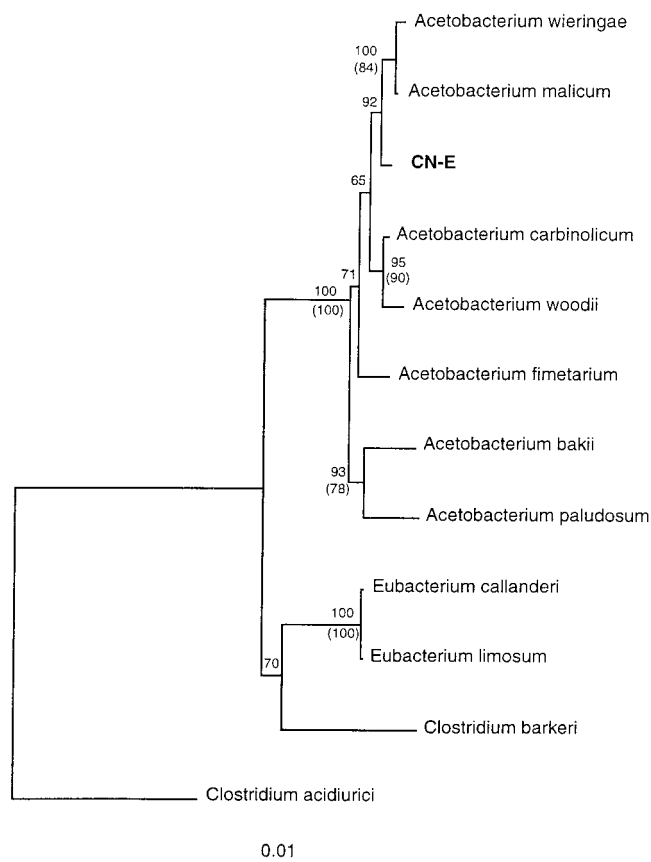 Acetobacterium wieringae
100
(84)
Acetobacterium malicum
92
CN-E
65
Acetobacterium carbinolicum
95
(90)
71
100
(100)
Acetobacterium woodii
Acetobacterium fimetarium
Acetobacterium bakii
93
(78)
Acetobacterium paludosum
Eubacterium callanderi
100
(100)
Eubacterium limosum
70
Clostridium barkeri
Clostridium acidiurici
0.01